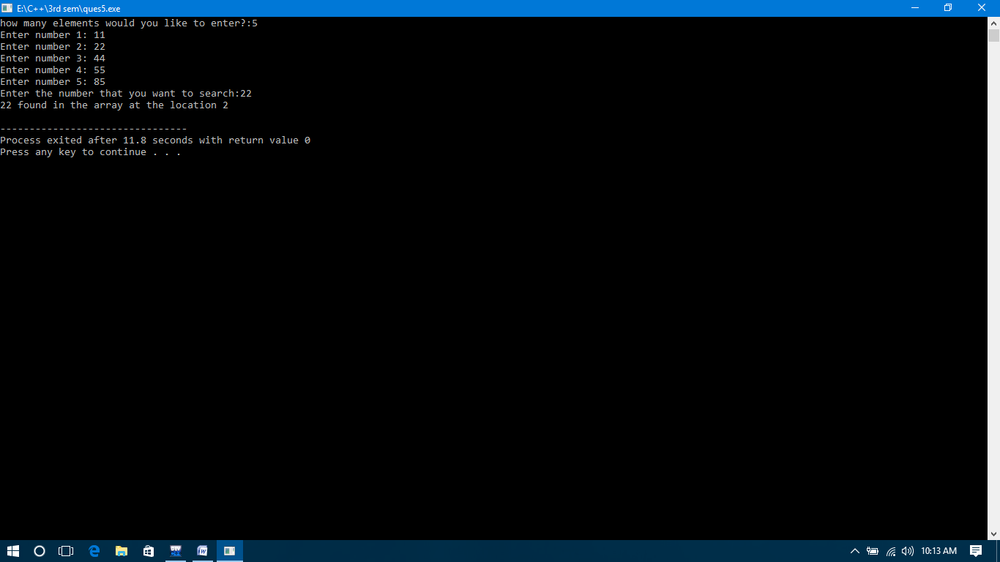 E:\C++\3rd sem\ques5.exe
how many elements would you like to enter?:5
Enter number 1: 11
Enter number 2: 22
Enter number 3: 44
Enter number 4: 55
Enter number 5: 85
Enter the number that you want to search:22
22 found in the array at the location 2
--------------------------------
Process exited after 11.8 seconds with return value 0
Press any key to continue . . .
10:13 AM